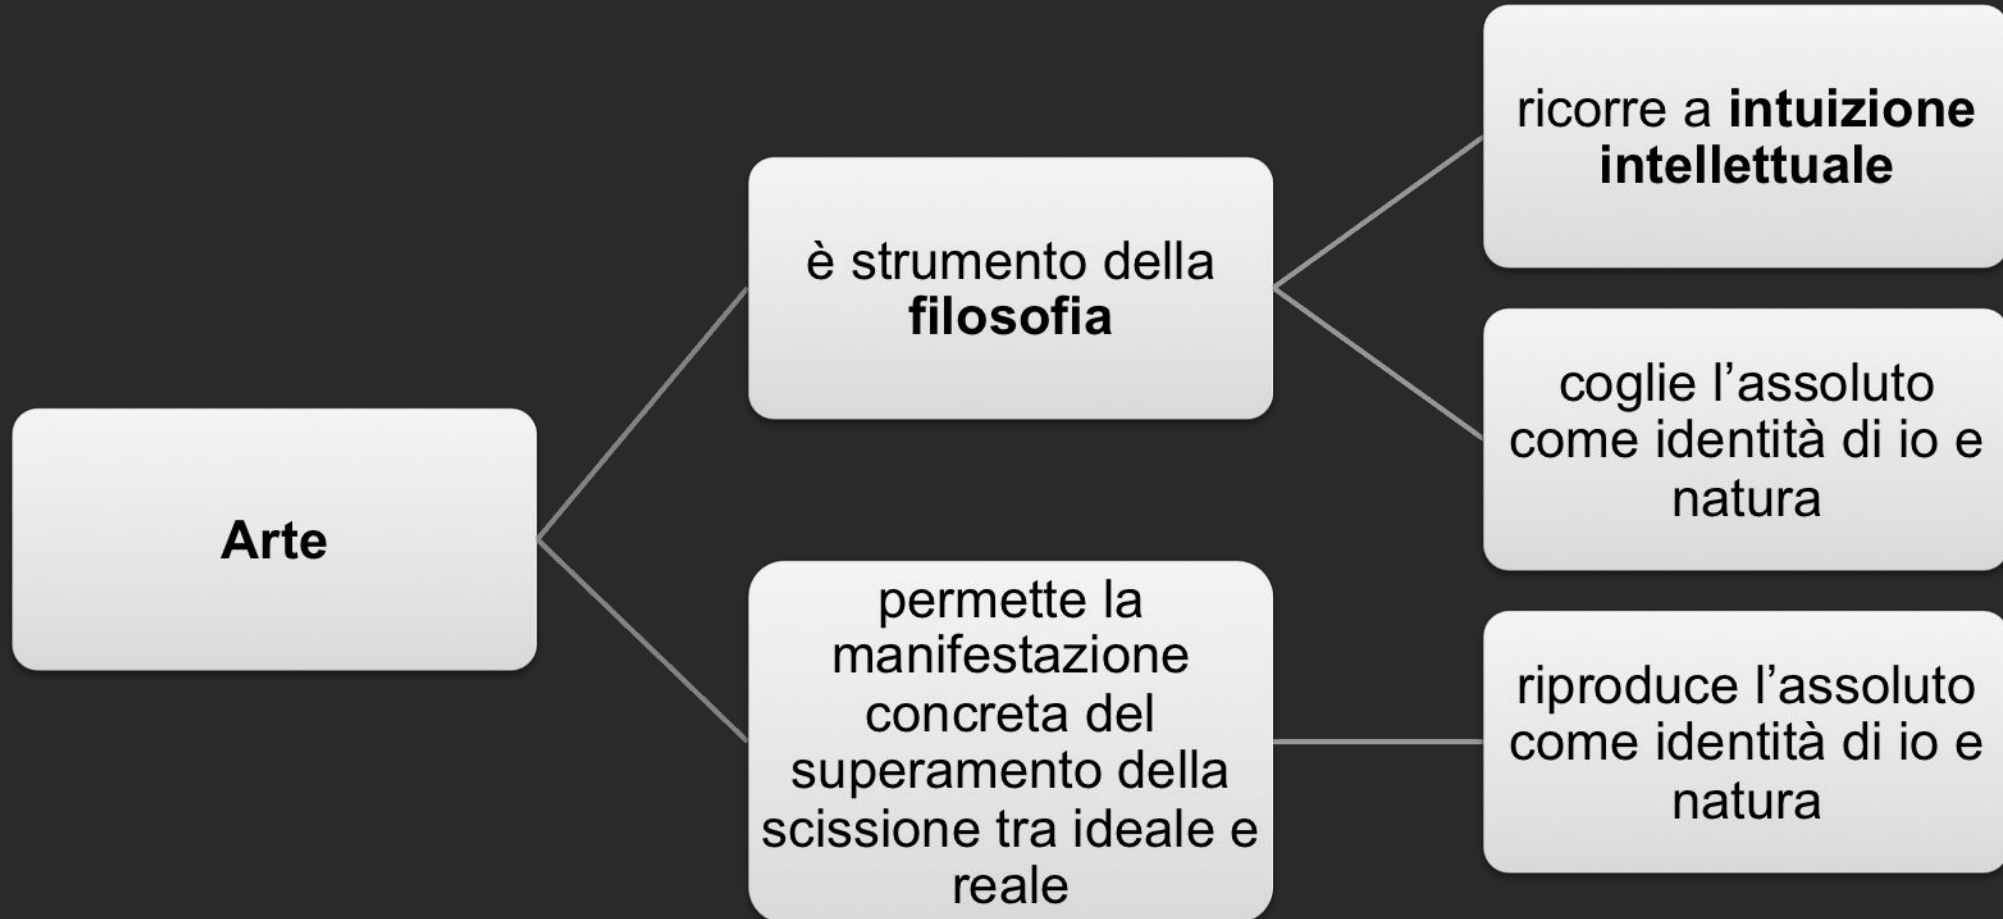 Arte
è strumento della
filosofia
permette la
manifestazione
concreta del
superamento della
scissione tra ideale e
reale
ricorre a intuizione
intellettuale
coglie l’assoluto
come identità di io e
natura
riproduce l’assoluto
come identità di io e
natura